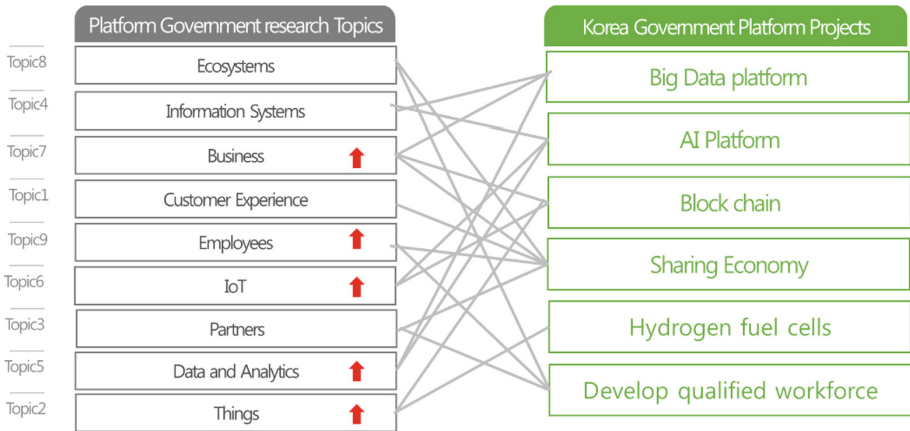 Platform Government research Topics
Korea Government Platform Projects
Topic8
Ecosystems
Topic4
Information Systems
Topic7
Business
Topic1
Customer Experience
Topic9
Employees
Topic6
IoT
Topic3
Partners
Topic5
Data and Analytics
Topic2
Things
Big Data platform
AI Platform
Block chain
Sharing Economy
Hydrogen fuel cells
Develop qualified workforce